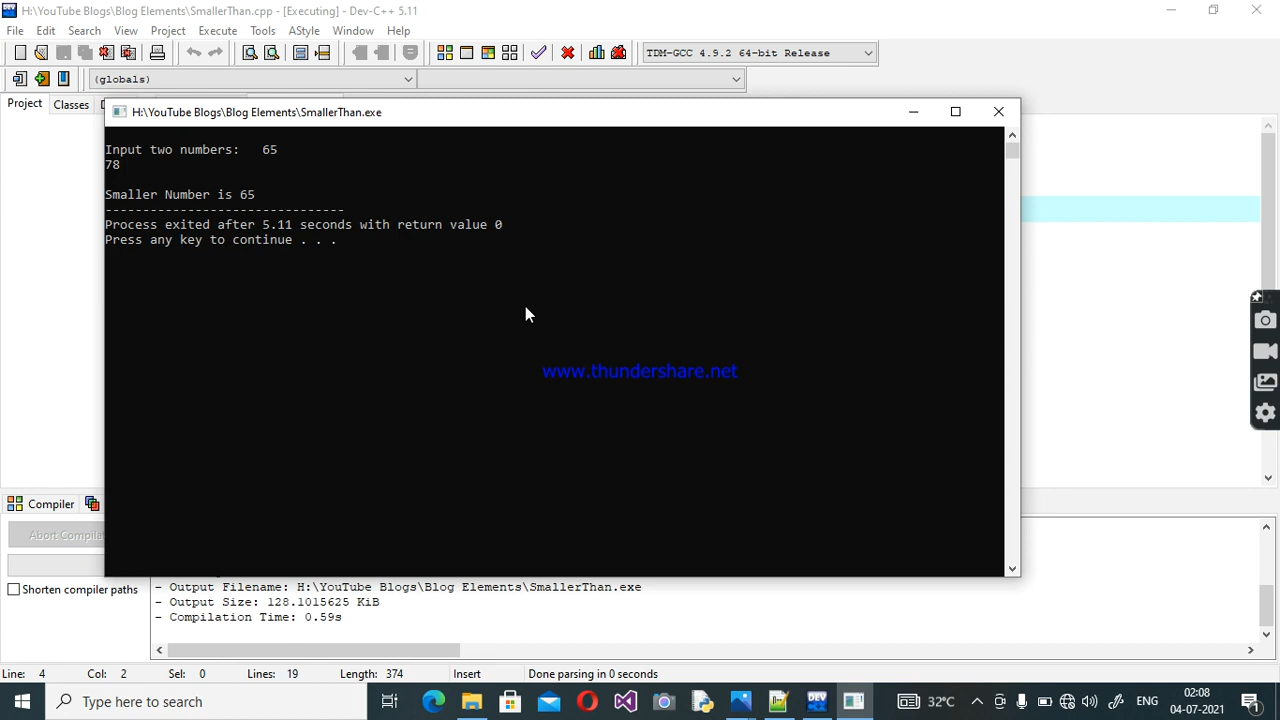 H:\YouTube Blogs\Blog Elements\SmallerThan.cpp - [Executing] - Dev-C++ 5.11
File Edit Search View Project Execute Tools AStyle Window Help
TDM-GCC 4.9.2 64-bit Release
(globals)
Project Classes
H:\YouTube Blogs\Blog Elements\SmallerThan.exe
Input two numbers: 65
78
Smaller Number is 65
--------------------------------
Process exited after 5.11 seconds with return value 0
Press any key to continue . . .
www.thundershare.net
Compiler
Abort Compila
Shorten compiler paths
- Output Filename: H:\YouTube Blogs\Blog Elements\SmallerThan.exe
- Output Size: 128.1015625 KiB
- Compilation Time: 0.59s
Line: 4 Col: 2 Sel: 0 Lines: 19 Length: 374 Insert Done parsing in 0 seconds
Type here to search
DEV
32°C
ENG
02:08
04-07-2021
1